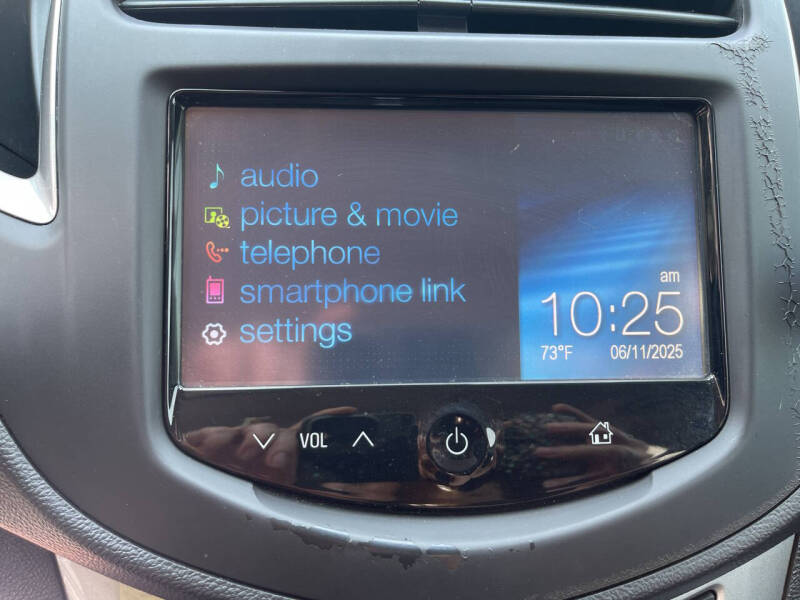 audio
picture & movie
telephone
smartphone link
settings
am
10:25
73°F 06/11/2025
VOL